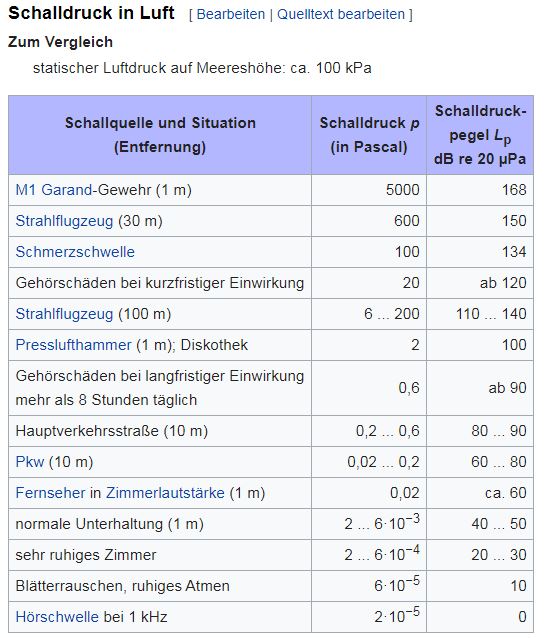 Schalldruck in Luft [ Bearbeiten | Quelltext bearbeiten ]
Zum Vergleich
statischer Luftdruck auf Meereshöhe: ca. 100 kPa
Schallquelle und Situation (Entfernung) Schalldruck p (in Pascal) Schalldruck-pegel Lp dB re 20 µPa
M1 Garand-Gewehr (1 m) 5000 168
Strahlflugzeug (30 m) 600 150
Schmerzschwelle 100 134
Gehörschäden bei kurzfristiger Einwirkung 20 ab 120
Strahlflugzeug (100 m) 6 ... 200 110 ... 140
Presslufthammer (1 m); Diskothek 2 100
Gehörschäden bei langfristiger Einwirkung
mehr als 8 Stunden täglich 0,6 ab 90
Hauptverkehrsstraße (10 m) 0,2 ... 0,6 80 ... 90
Pkw (10 m) 0,02 ... 0,2 60 ... 80
Fernseher in Zimmerlautstärke (1 m) 0,02 ca. 60
normale Unterhaltung (1 m) 2 ... 6·10⁻³ 40 ... 50
sehr ruhiges Zimmer 2 ... 6·10⁻⁴ 20 ... 30
Blätterrauschen, ruhiges Atmen 6·10⁻⁵ 10
Hörschwelle bei 1 kHz 2·10⁻⁵ 0